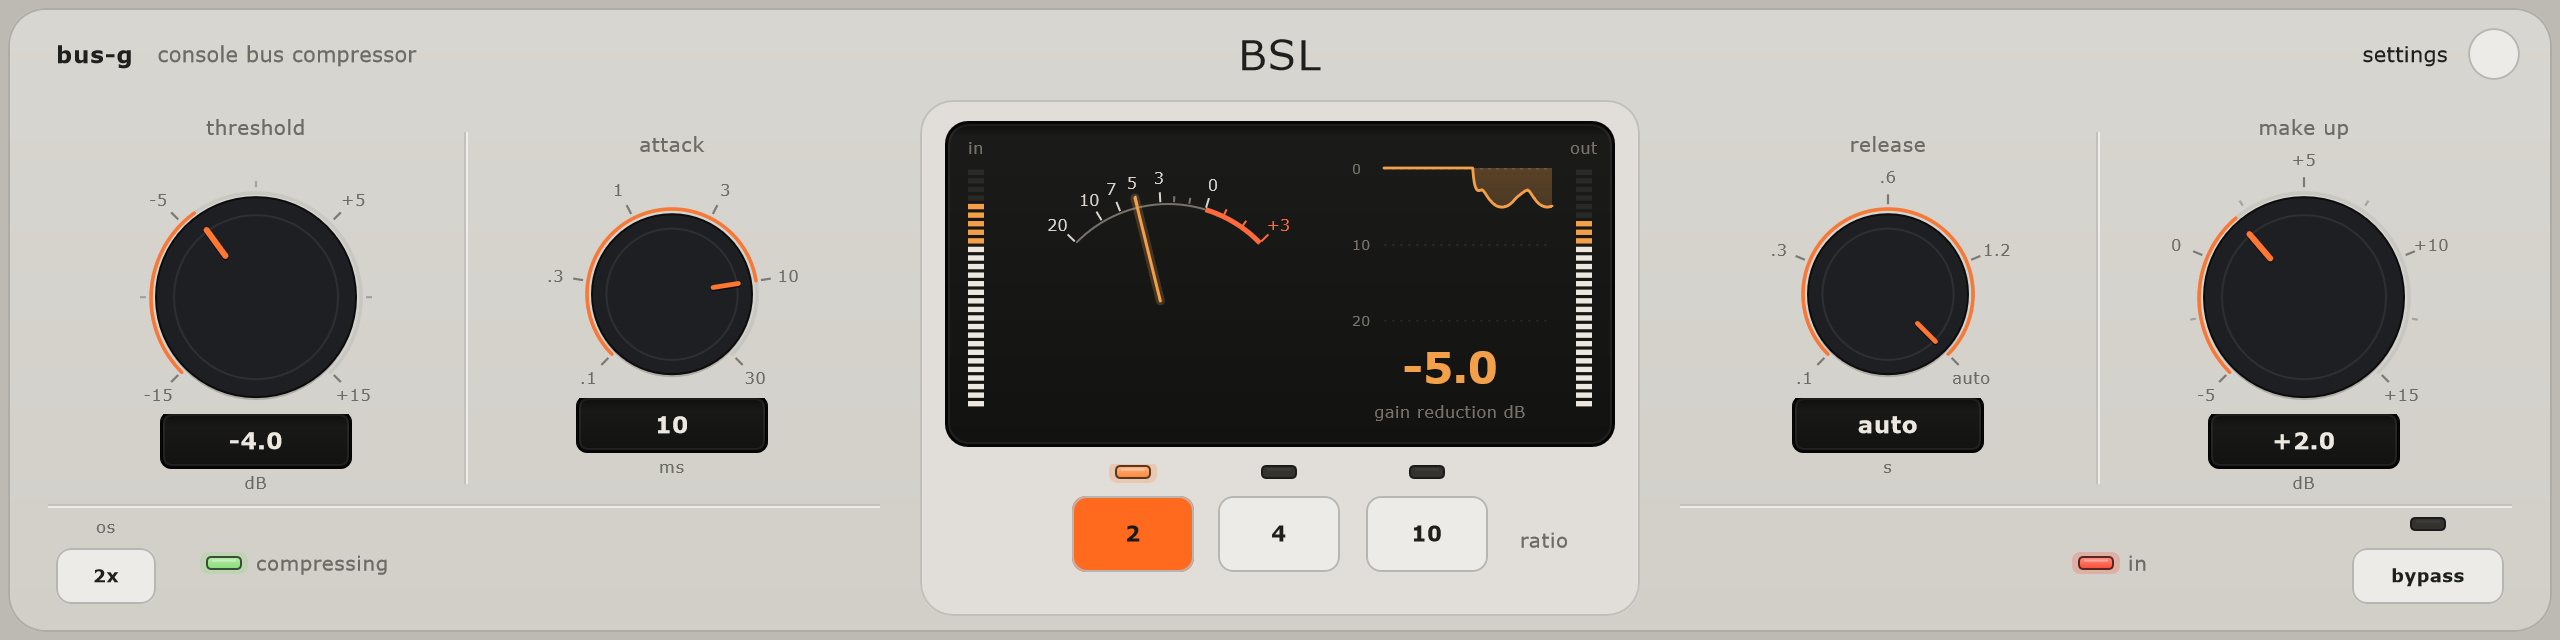 bus-g console bus compressor
BSL
settings
threshold
-5
+5
-15
+15
-4.0
dB
attack
1
3
.3
10
.1
30
10
ms
in
20
10
7
5
3
0
+3
0
10
20
-5.0
gain reduction dB
out
2
4
10
ratio
release
.6
.3
1.2
.1
auto
auto
s
make up
+5
0
+10
-5
+15
+2.0
dB
os
2x
compressing
in
bypass